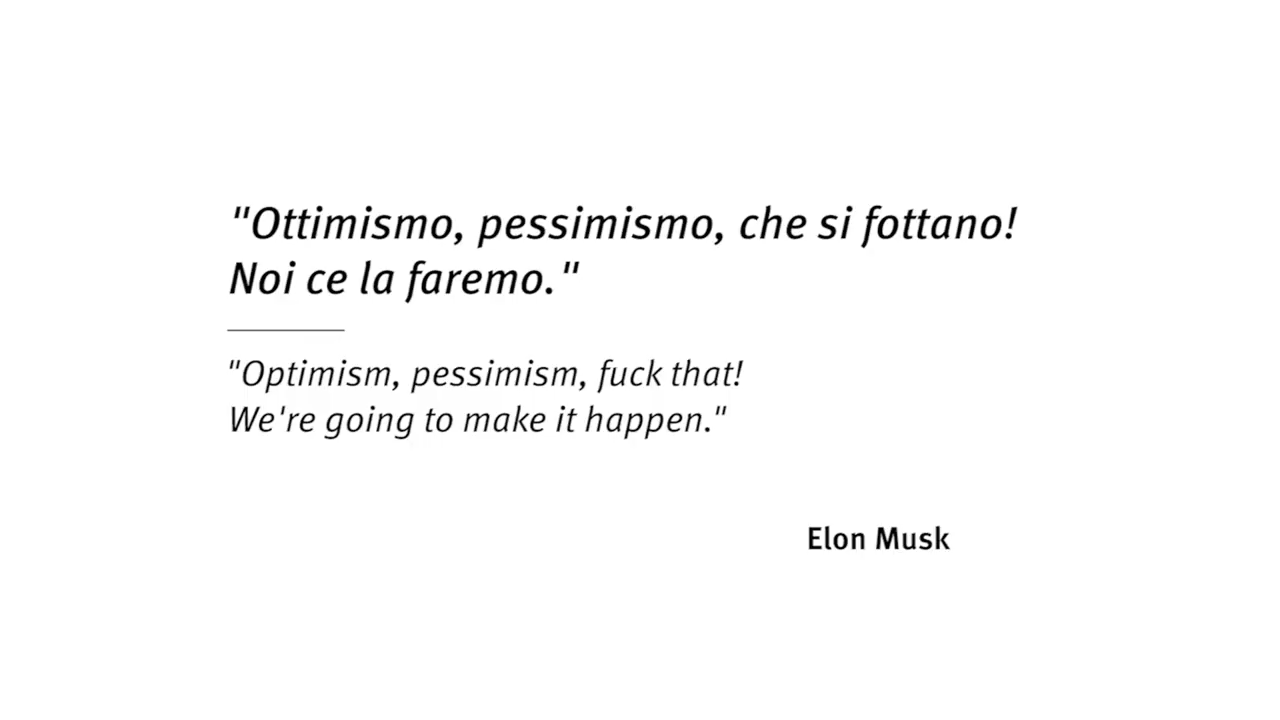 "Ottimismo, pessimismo, che si fottano!
Noi ce la faremo."
"Optimism, pessimism, fuck that!
We're going to make it happen."
Elon Musk